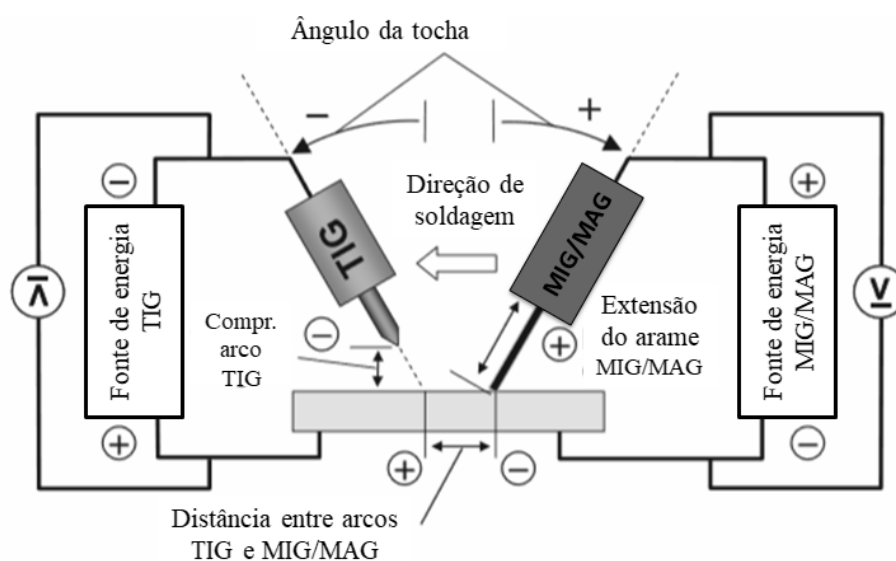 Ângulo da tocha
−
+
Direção de
soldagem
TIG
MIG/MAG
−
+
Fonte de energia
TIG
Fonte de energia
MIG/MAG
V
V
Compr.
arco
TIG
−
Extensão
do arame
MIG/MAG
+
+
−
+
−
Distância entre arcos
TIG e MIG/MAG